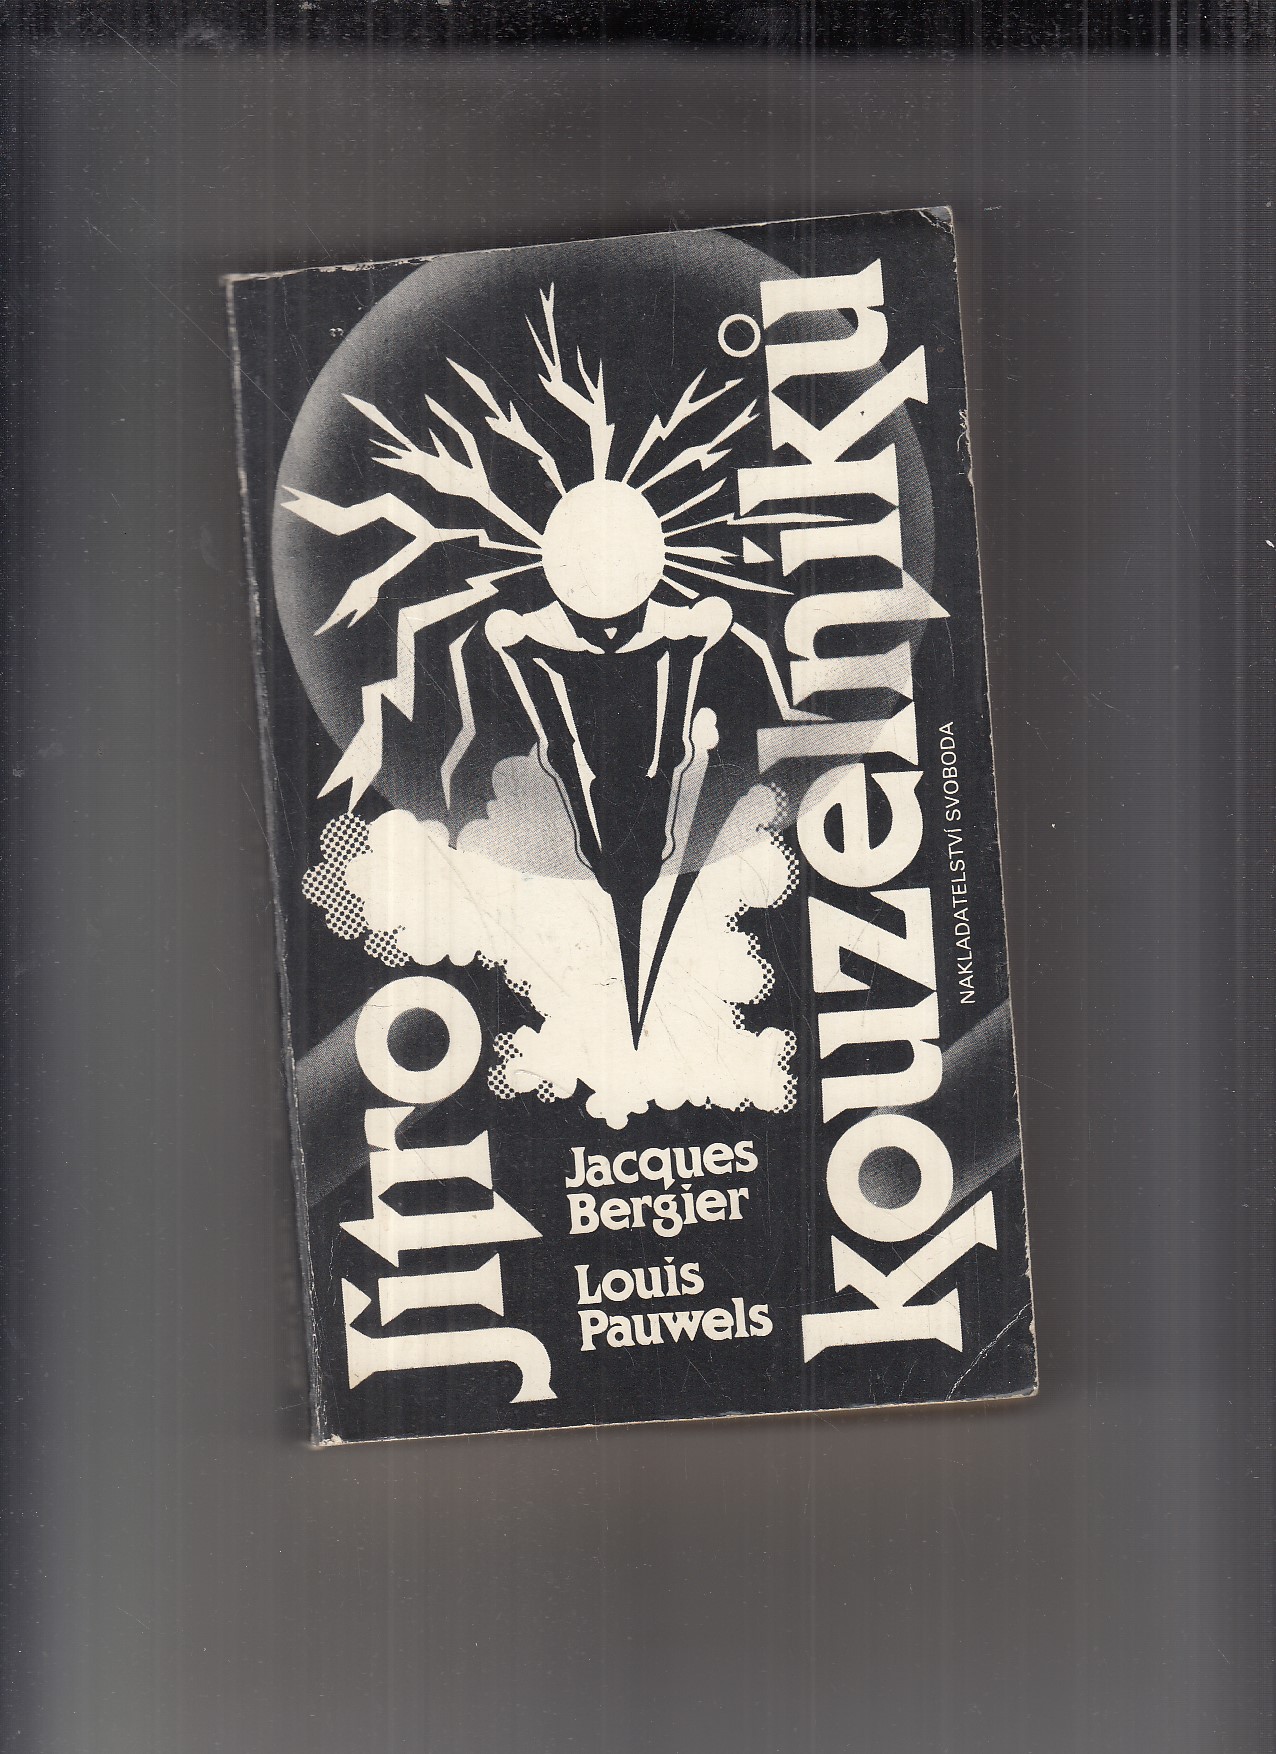 Jitro
kouzelníků
Jacques
Bergier
Louis
Pauwels
NAKLADATELSTVÍ SVOBODA